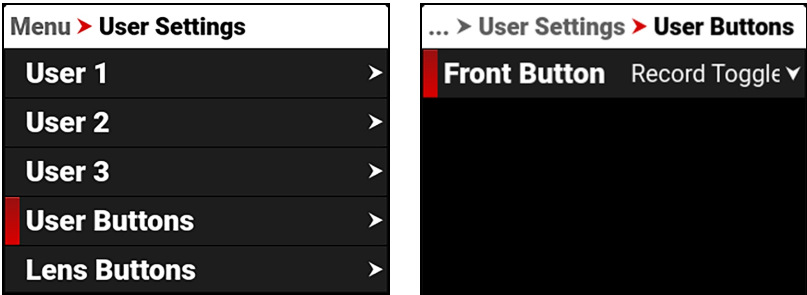 Menu ➤ User Settings
User 1
User 2
User 3
User Buttons
Lens Buttons
... ➤ User Settings ➤ User Buttons
Front Button Record Toggle